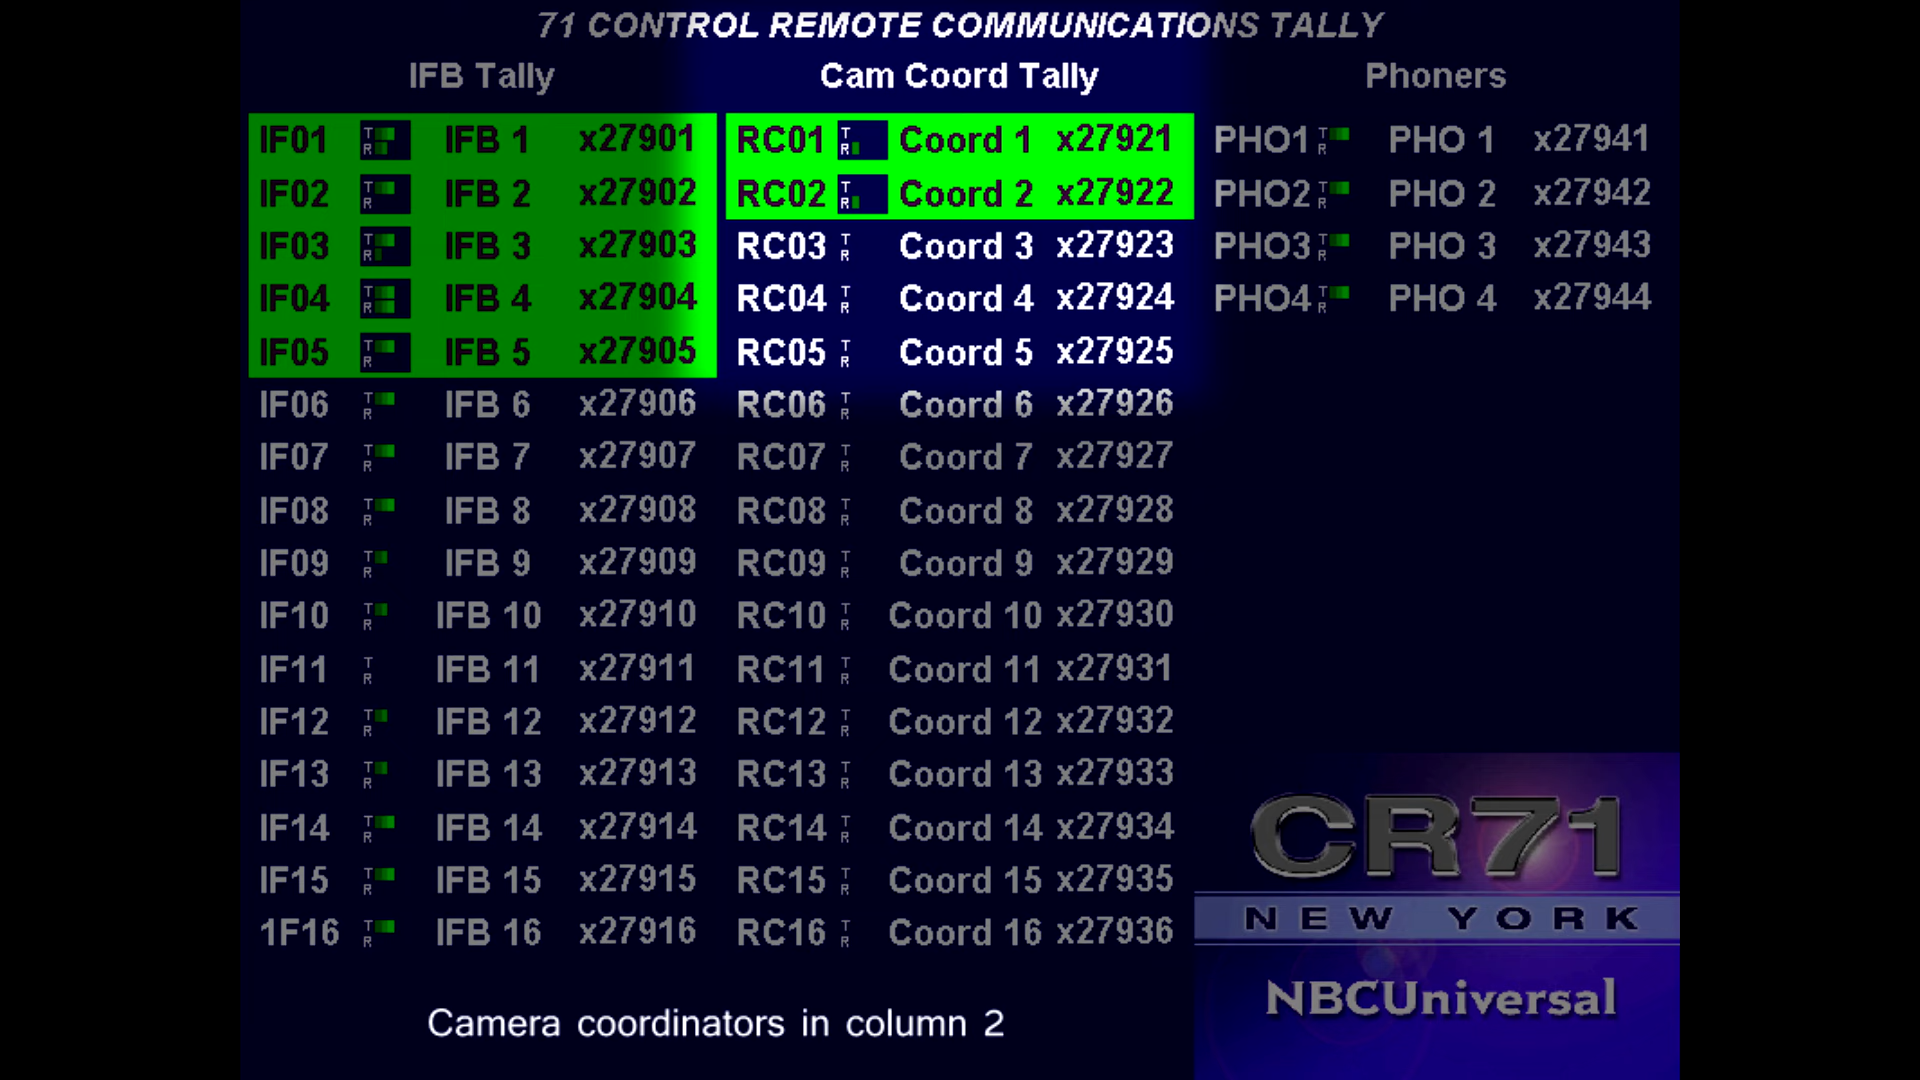 71 CONTROL REMOTE COMMUNICATIONS TALLY
IFB Tally Cam Coord Tally Phoners
IF01 T R IFB 1 x27901 RC01 T R Coord 1 x27921 PHO1 T R PHO 1 x27941
IF02 T R IFB 2 x27902 RC02 T R Coord 2 x27922 PHO2 T R PHO 2 x27942
IF03 T R IFB 3 x27903 RC03 T R Coord 3 x27923 PHO3 T R PHO 3 x27943
IF04 T R IFB 4 x27904 RC04 T R Coord 4 x27924 PHO4 T R PHO 4 x27944
IF05 T R IFB 5 x27905 RC05 T R Coord 5 x27925
IF06 T R IFB 6 x27906 RC06 T R Coord 6 x27926
IF07 T R IFB 7 x27907 RC07 T R Coord 7 x27927
IF08 T R IFB 8 x27908 RC08 T R Coord 8 x27928
IF09 T R IFB 9 x27909 RC09 T R Coord 9 x27929
IF10 T R IFB 10 x27910 RC10 T R Coord 10 x27930
IF11 T R IFB 11 x27911 RC11 T R Coord 11 x27931
IF12 T R IFB 12 x27912 RC12 T R Coord 12 x27932
IF13 T R IFB 13 x27913 RC13 T R Coord 13 x27933
IF14 T R IFB 14 x27914 RC14 T R Coord 14 x27934
IF15 T R IFB 15 x27915 RC15 T R Coord 15 x27935
1F16 T R IFB 16 x27916 RC16 T R Coord 16 x27936
CR71
NEW YORK
NBCUniversal
Camera coordinators in column 2